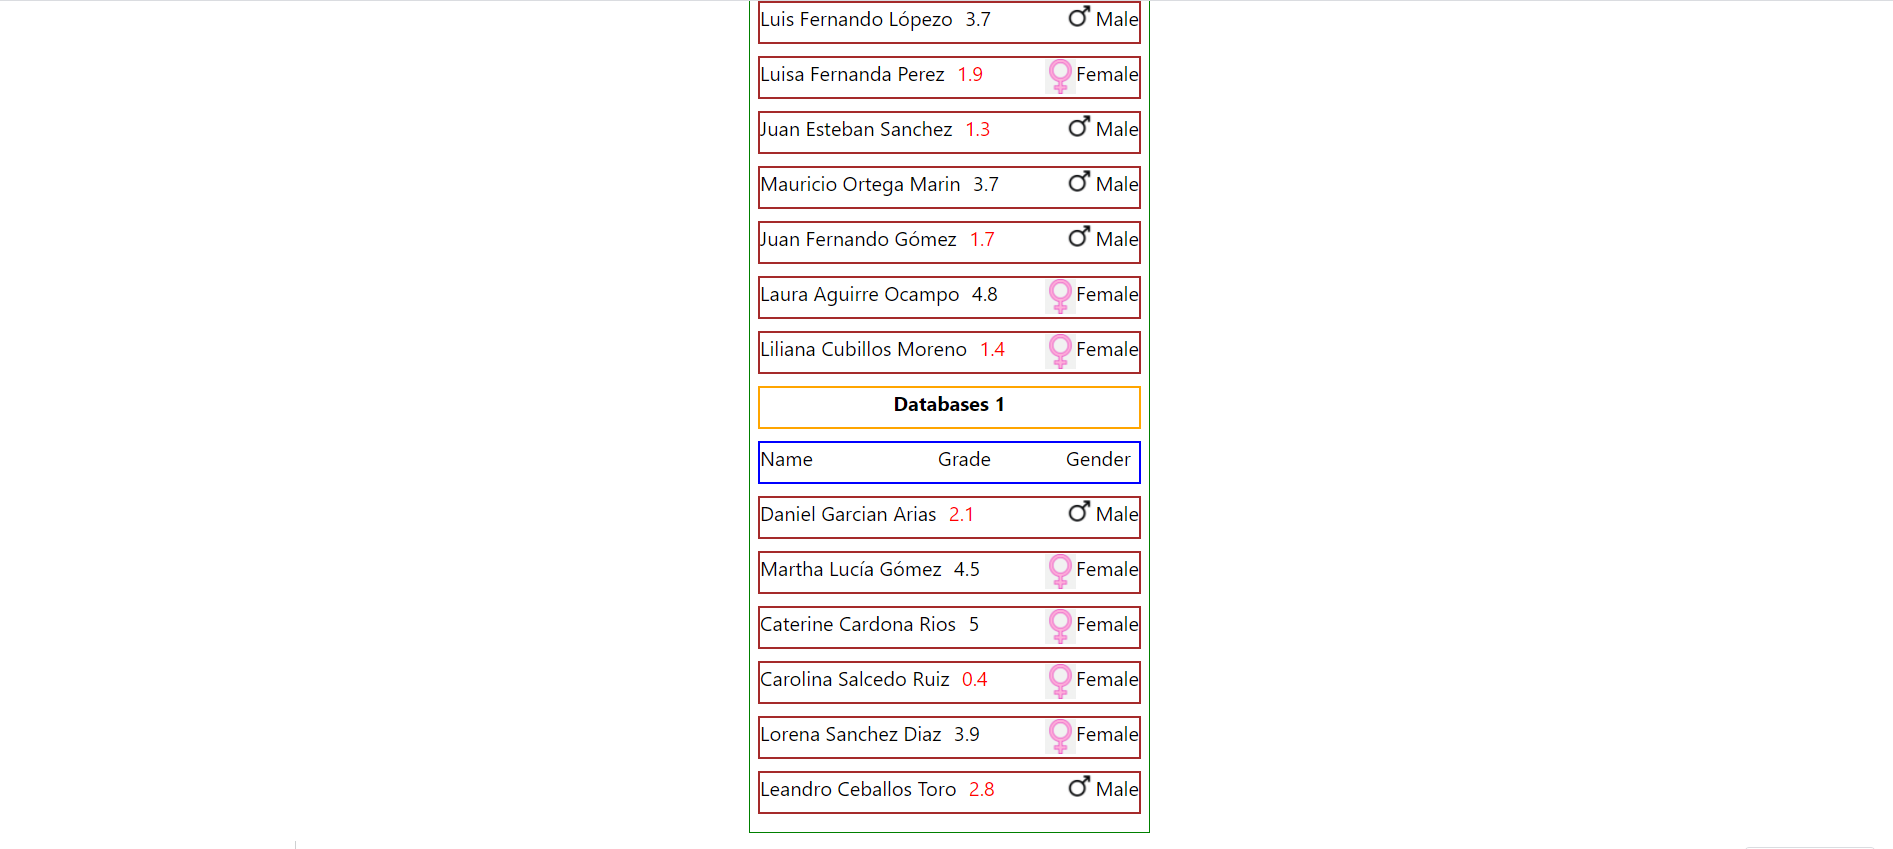 Luis Fernando Lópezo 3.7 Male
Luisa Fernanda Perez 1.9 Female
Juan Esteban Sanchez 1.3 Male
Mauricio Ortega Marin 3.7 Male
Juan Fernando Gómez 1.7 Male
Laura Aguirre Ocampo 4.8 Female
Liliana Cubillos Moreno 1.4 Female
Databases 1
Name Grade Gender
Daniel Garcian Arias 2.1 Male
Martha Lucía Gómez 4.5 Female
Caterine Cardona Rios 5 Female
Carolina Salcedo Ruiz 0.4 Female
Lorena Sanchez Diaz 3.9 Female
Leandro Ceballos Toro 2.8 Male